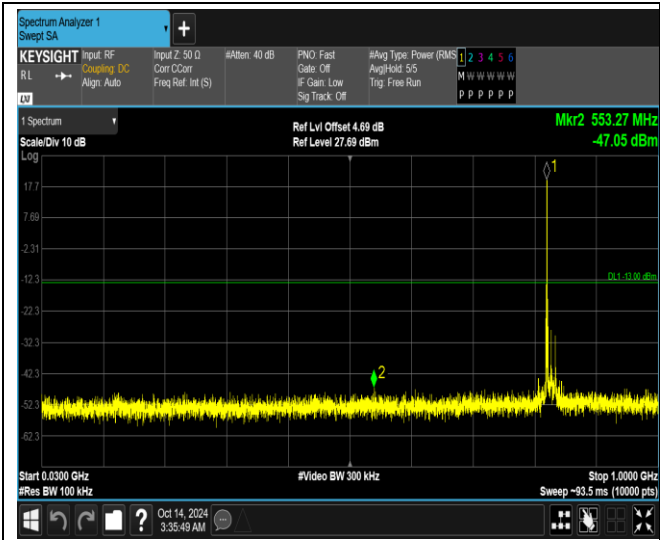 Spectrum Analyzer 1
Swept SA
+
KEYSIGHT
RL
LXI
Input: RF
Coupling: DC
Align: Auto
Input Z: 50 Ω
Corr CCorr
Freq Ref: Int (S)
#Atten: 40 dB
PNO: Fast
Gate: Off
IF Gain: Low
Sig Track: Off
#Avg Type: Power (RMS
Avg|Hold: 5/5
Trig: Free Run
1 2 3 4 5 6
M W W W W W
P P P P P P
1 Spectrum
Scale/Div 10 dB
Ref Lvl Offset 4.69 dB
Ref Level 27.69 dBm
Mkr2 553.27 MHz
-47.05 dBm
Log
1
17.7
7.69
-2.31
-12.3
DL1 -13.00 dBm
-22.3
-32.3
-42.3
2
-52.3
-62.3
Start 0.0300 GHz
#Res BW 100 kHz
#Video BW 300 kHz
Stop 1.0000 GHz
Sweep ~93.5 ms (10000 pts)
?
Oct 14, 2024
3:35:49 AM